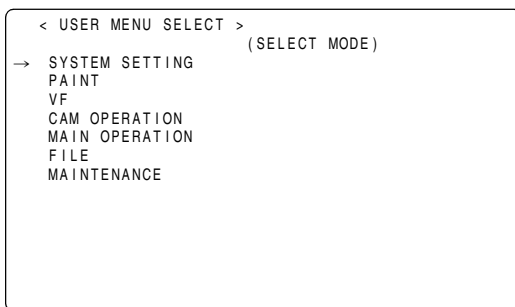 < USER MENU SELECT >
(SELECT MODE)
→ SYSTEM SETTING
PAINT
VF
CAM OPERATION
MAIN OPERATION
FILE
MAINTENANCE